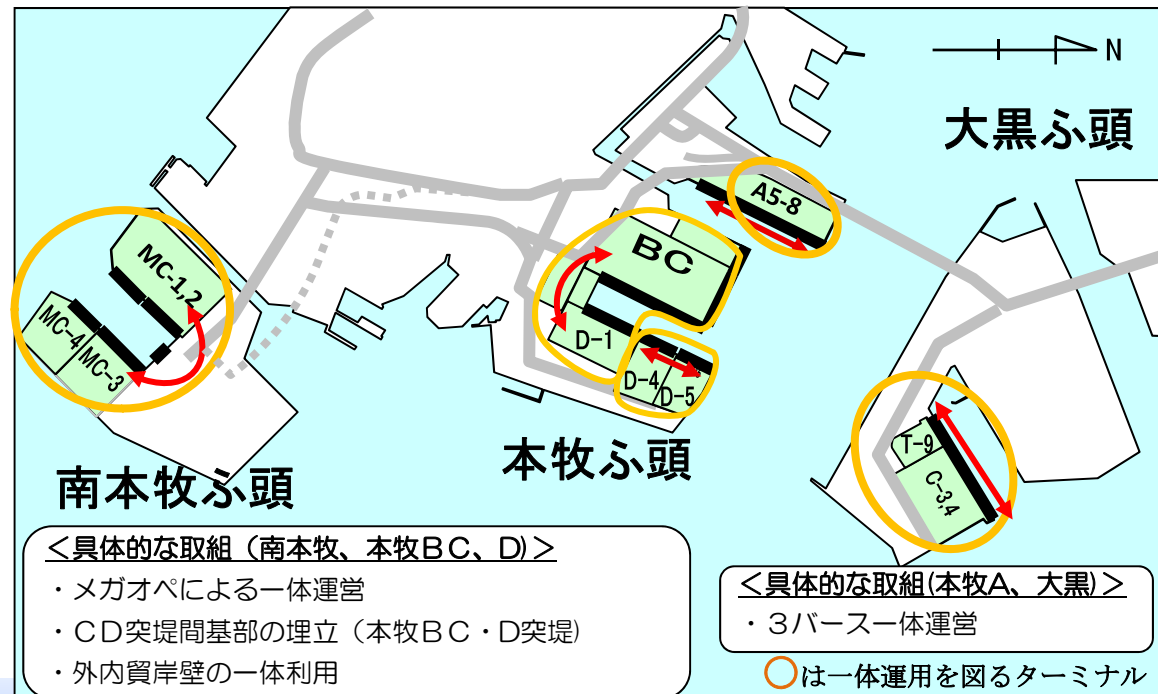 N
大黒ふ頭
A5-8
BC
MC-1,2
MC-4
MC-3
D-1
D-4
D-5
T-9
C-3,4
本牧ふ頭
南本牧ふ頭
＜具体的な取組（南本牧、本牧ＢＣ、D）＞
・メガオペによる一体運営
・ＣＤ突堤間基部の埋立（本牧ＢＣ・Ｄ突堤）
・外内貿岸壁の一体利用
＜具体的な取組(本牧A、大黒)＞
・３バース一体運営
○は一体運用を図るターミナル